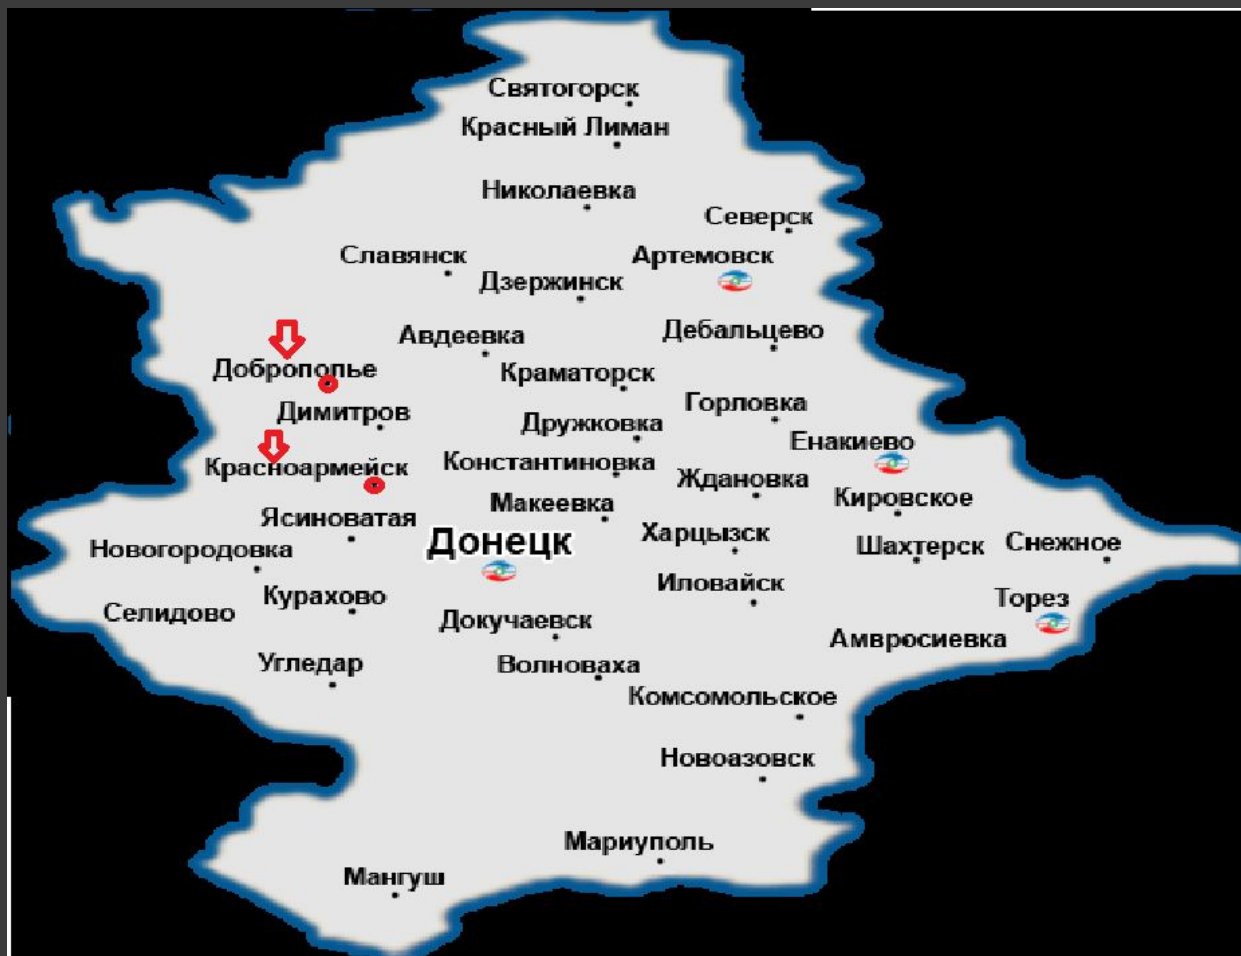 Святогорск
Красный Лиман
Николаевка
Северск
Славянск
Артемовск
Дзержинск
Дебальцево
Авдеевка
Доброполье
Краматорск
Димитров
Горловка
Дружковка
Енакиево
Красноармейск
Константиновка
Ждановка
Кировское
Макеевка
Ясиноватая
Харцызск
Донецк
Новогородовка
Шахтерск
Снежное
Иловайск
Курахово
Торез
Селидово
Докучаевск
Амвросиевка
Угледар
Волноваха
Комсомольское
Новоазовск
Мариуполь
Мангуш